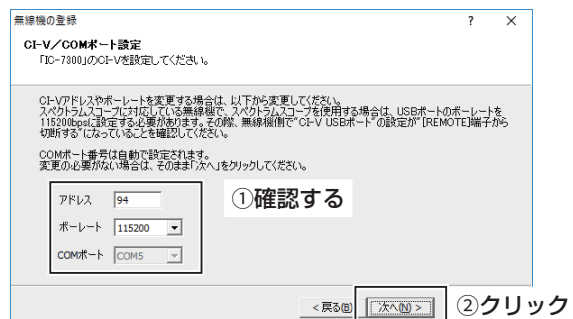 無線機の登録 ? ×
CI-V／COMポート設定
「IC-7300」のCI-Vを設定してください。
CI-Vアドレスやボーレートを変更する場合は、以下から変更してください。
スペクトラムスコープに対応している無線機で、スペクトラムスコープを使用する場合は、USBポートのボーレートを
115200bpsに設定する必要があります。その際、無線機側で"CI-V USBポート"の設定が"[REMOTE]端子から
切断する"になっていることを確認してください。
COMポート番号は自動で設定されます。
変更の必要がない場合は、そのまま「次へ」をクリックしてください。
アドレス 94
ボーレート 115200
COMポート COM5
①確認する
< 戻る(B) 次へ(N) >
②クリック